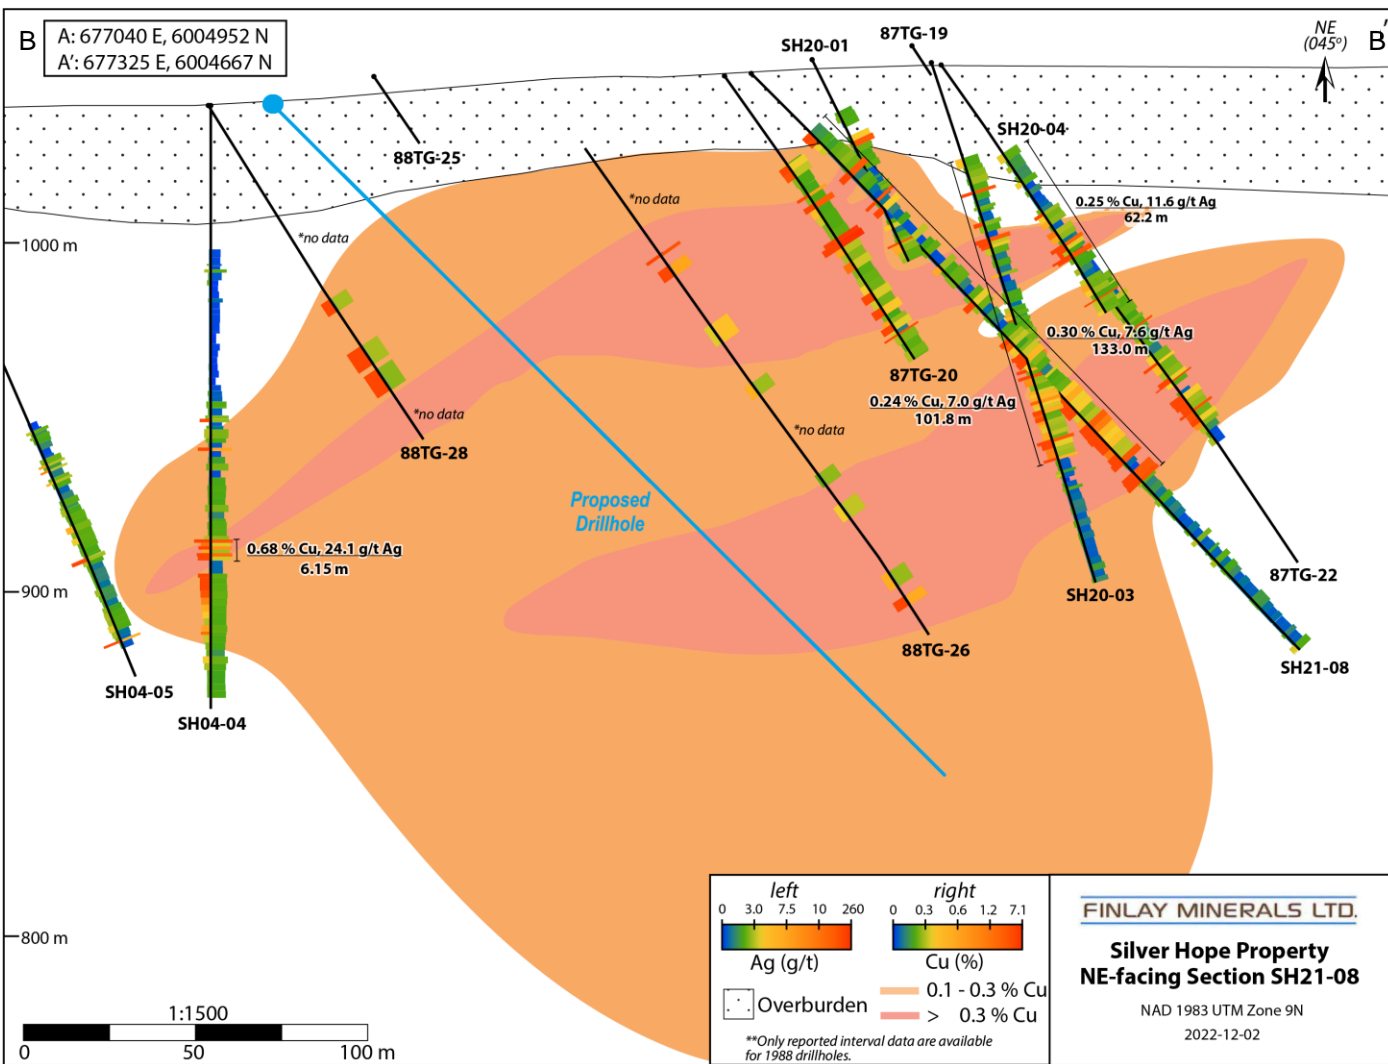 B
A: 677040 E, 6004952 N
A': 677325 E, 6004667 N
NE
(045°)
B'
SH20-01
87TG-19
88TG-25
SH20-04
*no data
*no data
0.25 % Cu, 11.6 g/t Ag
62.2 m
1000 m
0.30 % Cu, 7.6 g/t Ag
133.0 m
87TG-20
0.24 % Cu, 7.0 g/t Ag
101.8 m
*no data
88TG-28
*no data
Proposed
Drillhole
0.68 % Cu, 24.1 g/t Ag
6.15 m
900 m
87TG-22
SH20-03
88TG-26
SH21-08
SH04-05
SH04-04
800 m
1:1500
0 50 100 m
left right
0 3.0 7.5 10 260
0 0.3 0.6 1.2 7.1
Ag (g/t) Cu (%)
Overburden
0.1 - 0.3 % Cu
> 0.3 % Cu
**Only reported interval data are available
for 1988 drillholes.
FINLAY MINERALS LTD.
Silver Hope Property
NE-facing Section SH21-08
NAD 1983 UTM Zone 9N
2022-12-02